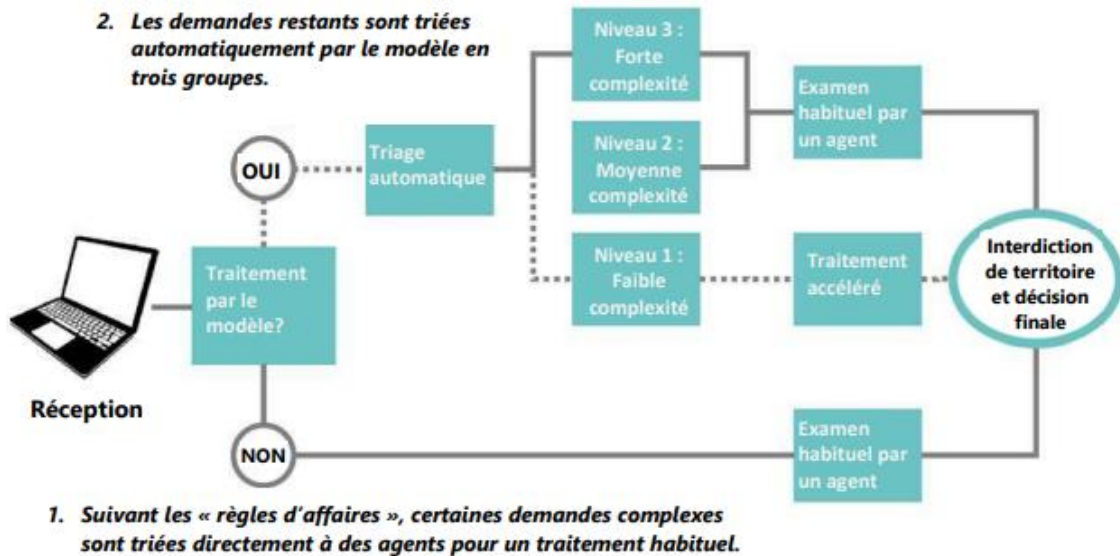 2. Les demandes restants sont triées
automatiquement par le modèle en
trois groupes.
Niveau 3 :
Forte
complexité
Examen
habituel par
un agent
OUI
Triage
automatique
Niveau 2 :
Moyenne
complexité
Traitement
par le
modèle?
Niveau 1 :
Faible
complexité
Traitement
accéléré
Interdiction
de territoire
et décision
finale
Réception
NON
Examen
habituel par
un agent
1. Suivant les « règles d'affaires », certaines demandes complexes
sont triées directement à des agents pour un traitement habituel.